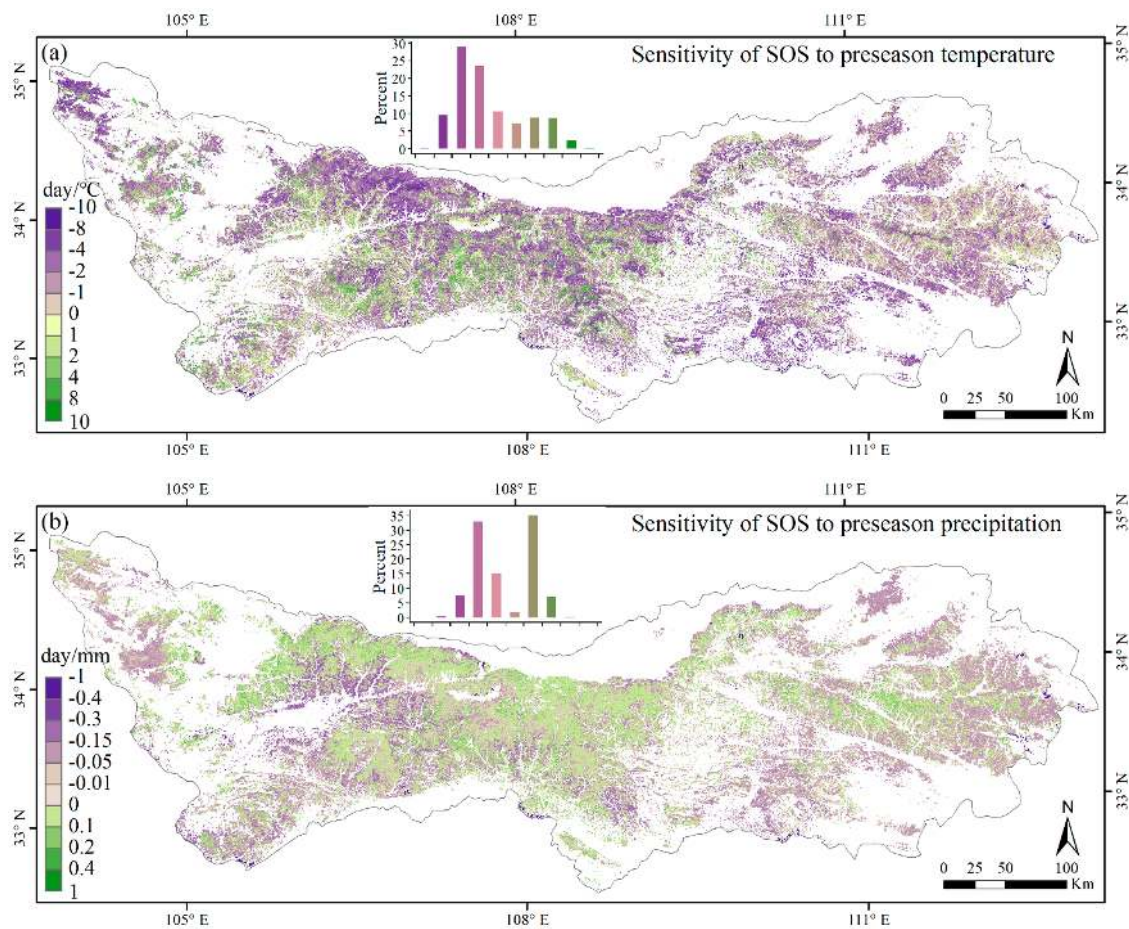 105° E 108° E 111° E
(a) Sensitivity of SOS to preseason temperature
Percent
30
25
20
15
10
5
0
35° N
34° N
33° N
35° N
34° N
33° N
day/°C
-10
-8
-4
-2
-1
0
1
2
4
8
10
N
0 25 50 100
Km
105° E 108° E 111° E
105° E 108° E 111° E
(b) Sensitivity of SOS to preseason precipitation
Percent
35
30
25
20
15
10
5
0
35° N
34° N
33° N
35° N
34° N
33° N
day/mm
-1
-0.4
-0.3
-0.15
-0.05
-0.01
0
0.1
0.2
0.4
1
N
0 25 50 100
Km
105° E 108° E 111° E